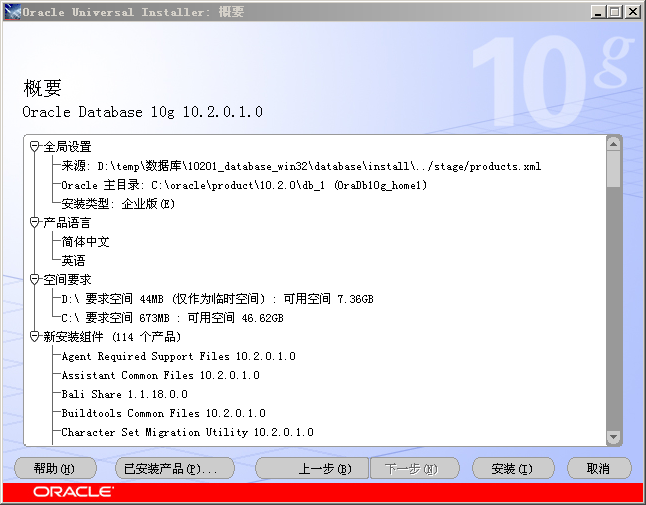 Oracle Universal Installer: 概要
10g
概要
Oracle Database 10g 10.2.0.1.0
全局设置
来源: D:\temp\数据库\10201_database_win32\database\install\../stage/products.xml
Oracle 主目录: C:\oracle\product\10.2.0\db_1 (OraDb10g_home1)
安装类型: 企业版(E)
产品语言
简体中文
英语
空间要求
D:\ 要求空间 44MB (仅作为临时空间) : 可用空间 7.36GB
C:\ 要求空间 673MB : 可用空间 46.62GB
新安装组件 (114 个产品)
Agent Required Support Files 10.2.0.1.0
Assistant Common Files 10.2.0.1.0
Bali Share 1.1.18.0.0
Buildtools Common Files 10.2.0.1.0
Character Set Migration Utility 10.2.0.1.0
帮助(H) 已安装产品(P)... 上一步(B) 下一步(N) 安装(I) 取消
ORACLE